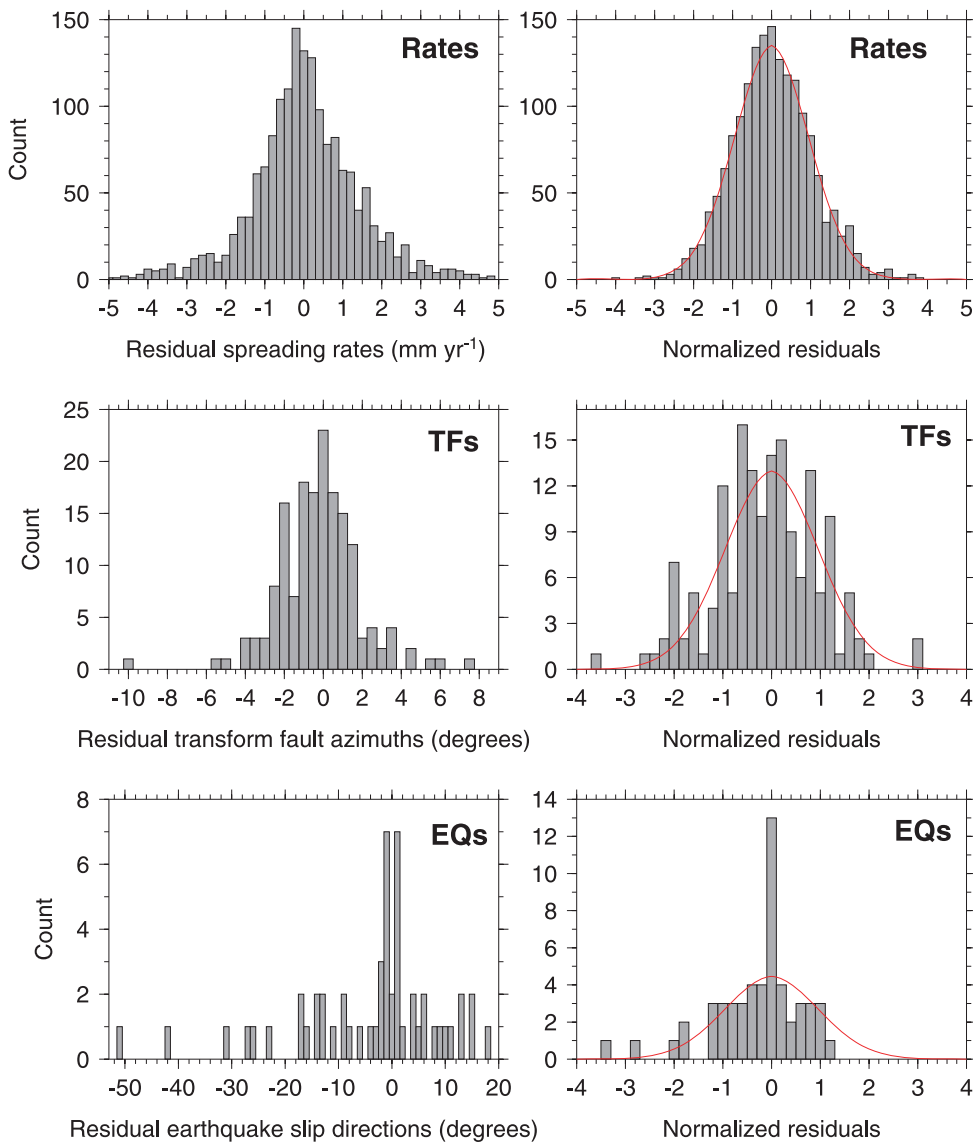 150
100
50
0
Count
Rates
-5 -4 -3 -2 -1 0 1 2 3 4 5
Residual spreading rates (mm yr⁻¹)
150
100
50
0
Rates
-5 -4 -3 -2 -1 0 1 2 3 4 5
Normalized residuals
25
20
15
10
5
0
Count
TFs
-10 -8 -6 -4 -2 0 2 4 6 8
Residual transform fault azimuths (degrees)
15
12
9
6
3
0
TFs
-4 -3 -2 -1 0 1 2 3 4
Normalized residuals
8
6
4
2
0
Count
EQs
-50 -40 -30 -20 -10 0 10 20
Residual earthquake slip directions (degrees)
14
12
10
8
6
4
2
0
EQs
-4 -3 -2 -1 0 1 2 3 4
Normalized residuals